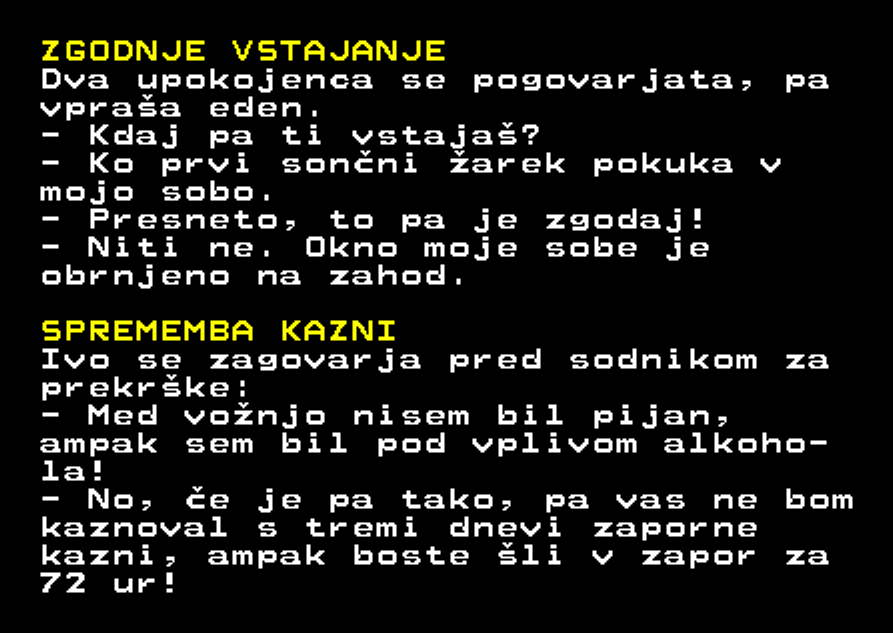 ZGODNJE VSTAJANJE
Dva upokojenca se pogovarjata, pa
vpraša eden.
- Kdaj pa ti vstajaš?
- Ko prvi sončni žarek pokuka v
mojo sobo.
- Presneto, to pa je zgodaj!
- Niti ne. Okno moje sobe je
obrnjeno na zahod.
SPREMEMBA KAZNI
Ivo se zagovarja pred sodnikom za
prekrške:
- Med vožnjo nisem bil pijan,
ampak sem bil pod vplivom alkoho-
la!
- No, če je pa tako, pa vas ne bom
kaznoval s tremi dnevi zaporne
kazni, ampak boste šli v zapor za
72 ur!